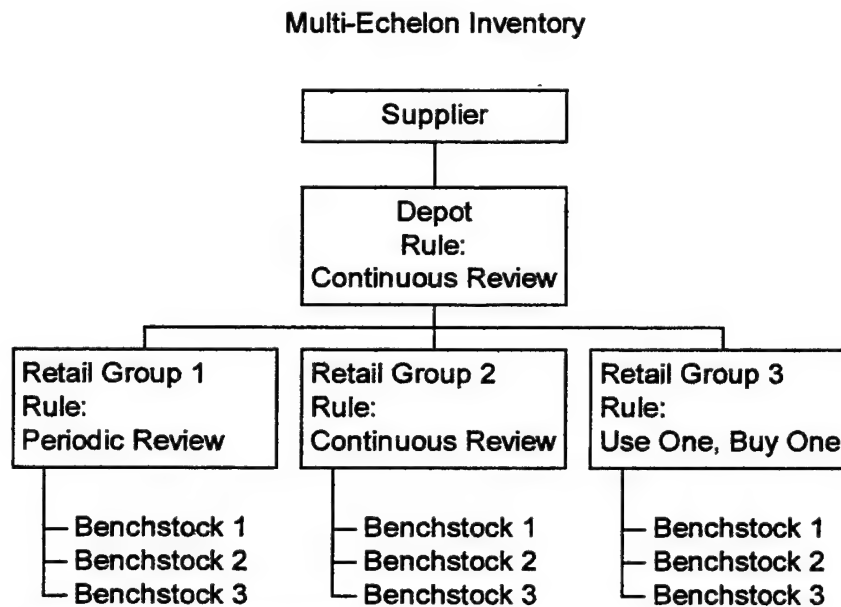 Multi-Echelon Inventory
Supplier
Depot
Rule:
Continuous Review
Retail Group 1
Rule:
Periodic Review
Retail Group 2
Rule:
Continuous Review
Retail Group 3
Rule:
Use One, Buy One
Benchstock 1
Benchstock 2
Benchstock 3
Benchstock 1
Benchstock 2
Benchstock 3
Benchstock 1
Benchstock 2
Benchstock 3